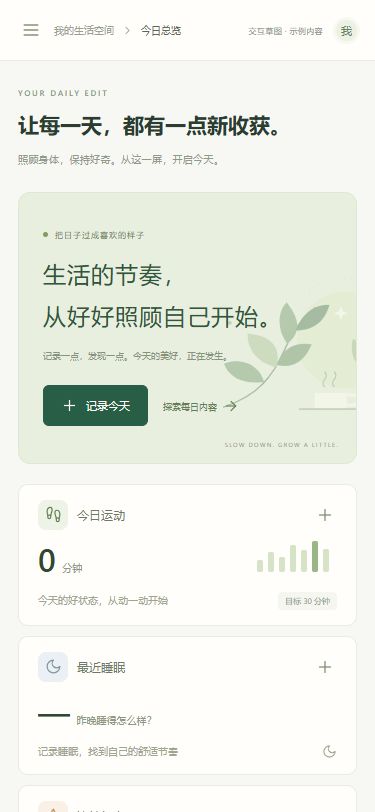 我的生活空间 > 今日总览
交互草图 · 示例内容
我
YOUR DAILY EDIT
让每一天，都有一点新收获。
照顾身体，保持好奇。从这一屏，开启今天。
把日子过成喜欢的样子
生活的节奏，
从好好照顾自己开始。
记录一点，发现一点。今天的美好，正在发生。
+ 记录今天
探索每日内容 →
SLOW DOWN. GROW A LITTLE.
今日运动
0 分钟
今天的好状态，从动一动开始
目标 30 分钟
最近睡眠
— 昨晚睡得怎么样？
记录睡眠，找到自己的舒适节奏